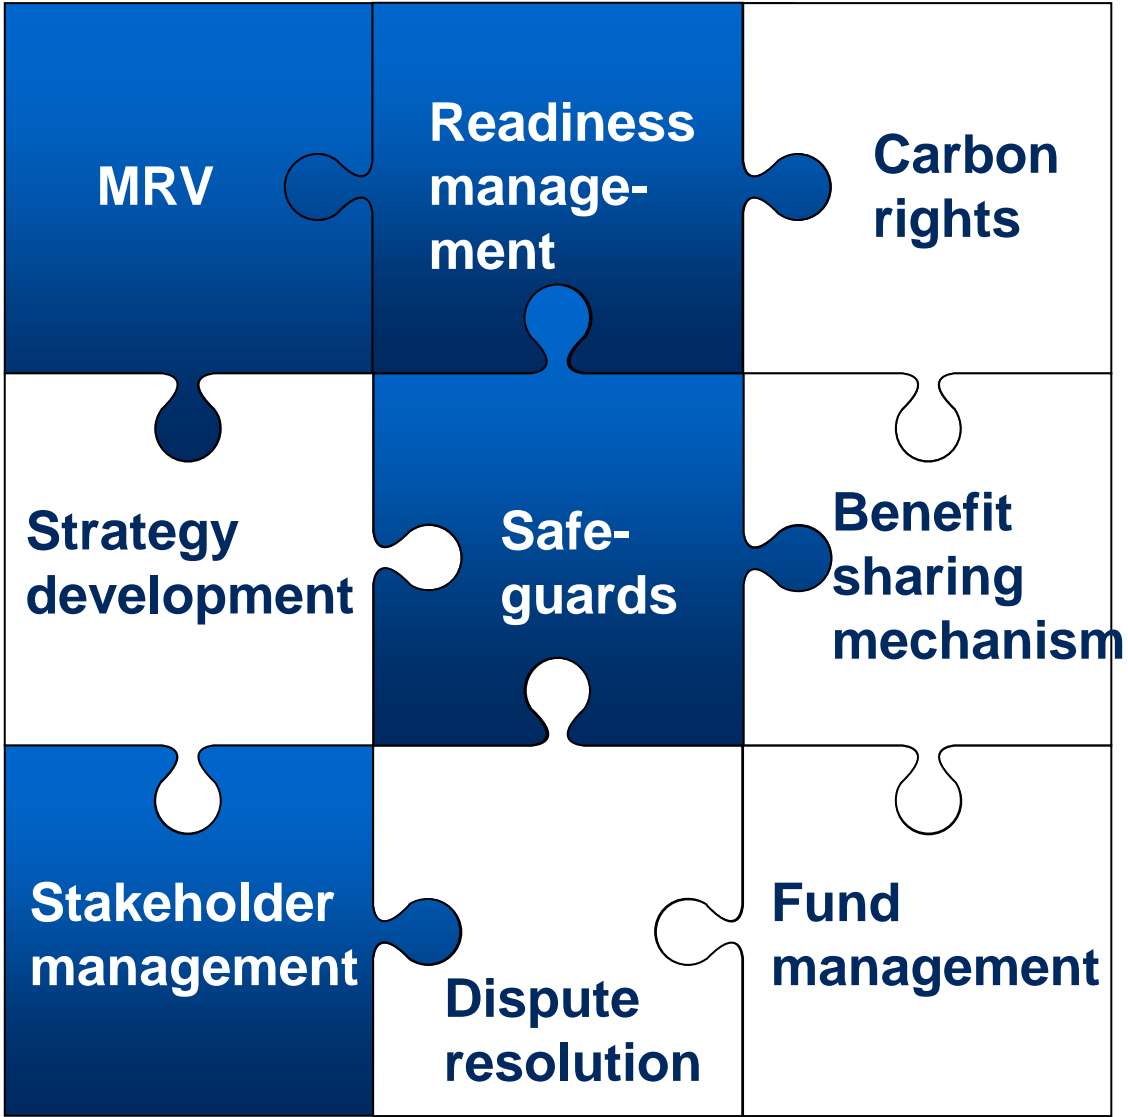 MRV
Readiness
manage-
ment
Carbon
rights
Strategy
development
Safe-
guards
Benefit
sharing
mechanism
Stakeholder
management
Dispute
resolution
Fund
management